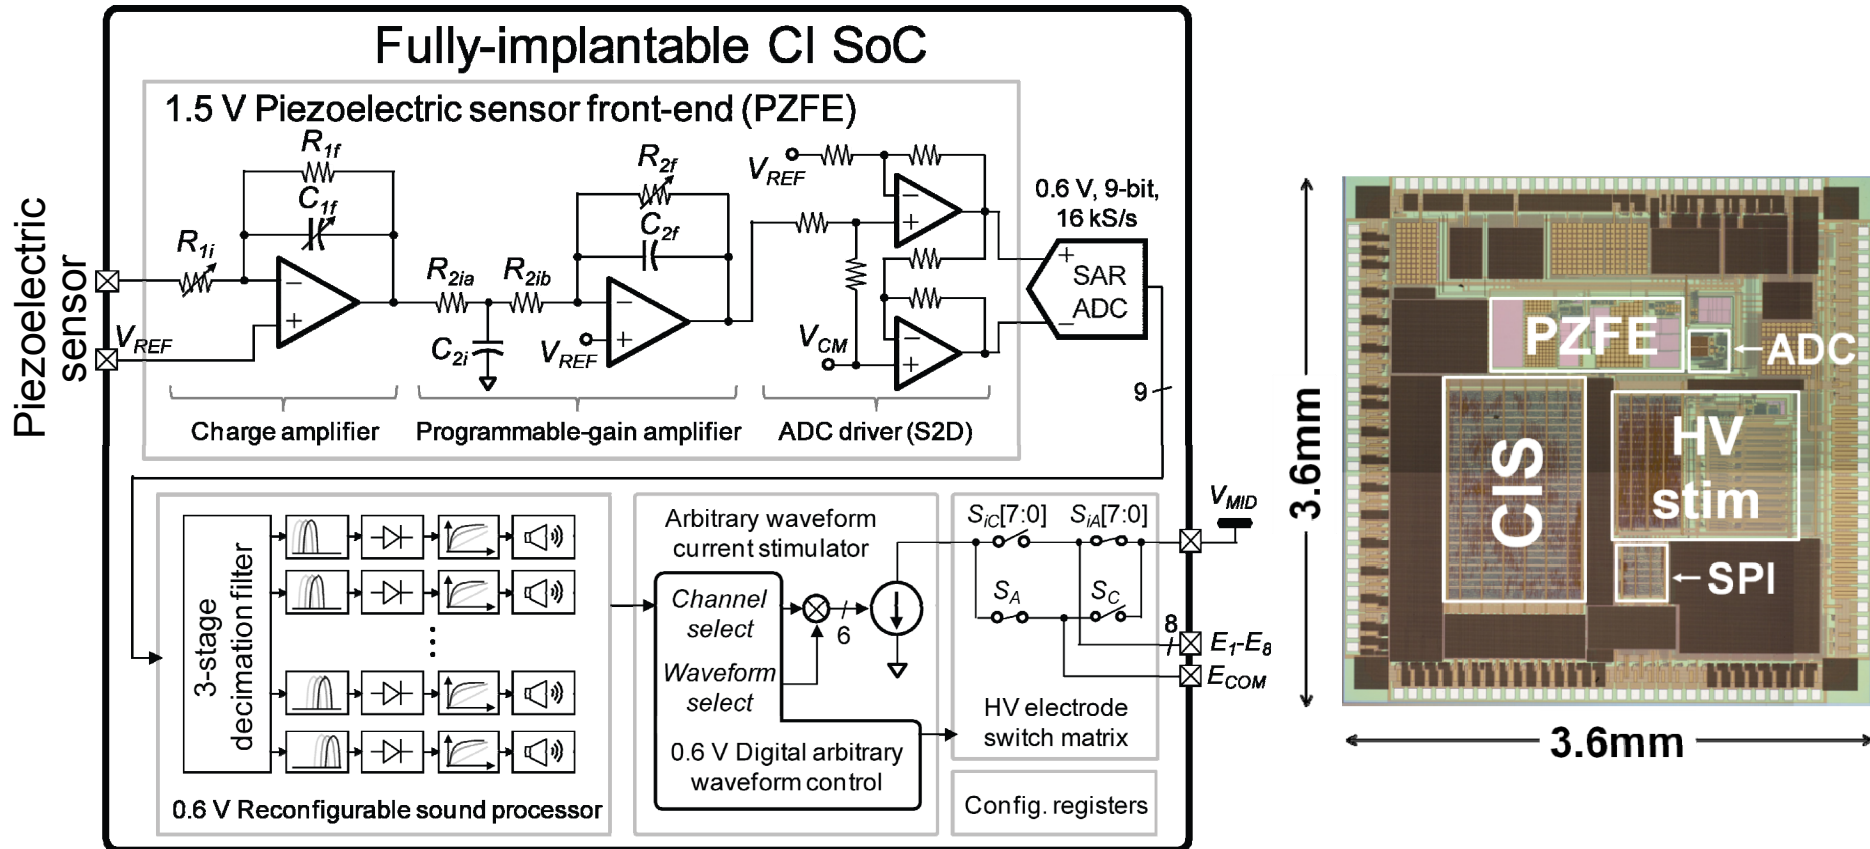 Fully-implantable CI SoC
1.5 V Piezoelectric sensor front-end (PZFE)
Piezoelectric
sensor
R1i
R1f
C1f
−
+
VREF
R2ia
R2ib
C2i
R2f
C2f
−
+
VREF
VREF
−
+
VCM
−
+
0.6 V, 9-bit,
16 kS/s
+
SAR
ADC
−
9
Charge amplifier
Programmable-gain amplifier
ADC driver (S2D)
3-stage
decimation filter
0.6 V Reconfigurable sound processor
Arbitrary waveform
current stimulator
Channel
select
Waveform
select
6
0.6 V Digital arbitrary
waveform control
SiC[7:0]
SiA[7:0]
SA
SC
HV electrode
switch matrix
Config. registers
VMID
8
E1-E8
ECOM
PZFE
ADC
CIS
HV
stim
SPI
3.6mm
3.6mm